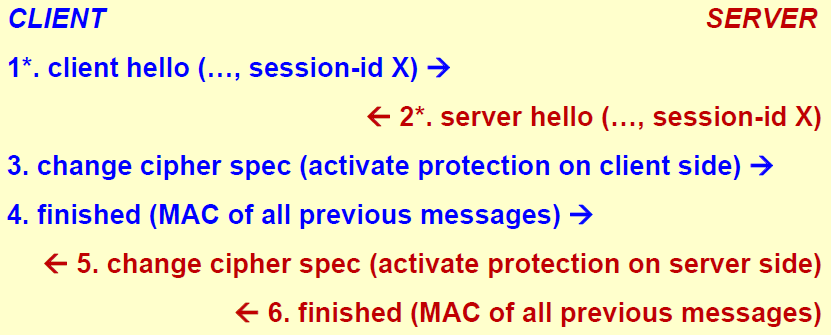 CLIENT SERVER
1*. client hello (…, session-id X) →
← 2*. server hello (…, session-id X)
3. change cipher spec (activate protection on client side) →
4. finished (MAC of all previous messages) →
← 5. change cipher spec (activate protection on server side)
← 6. finished (MAC of all previous messages)